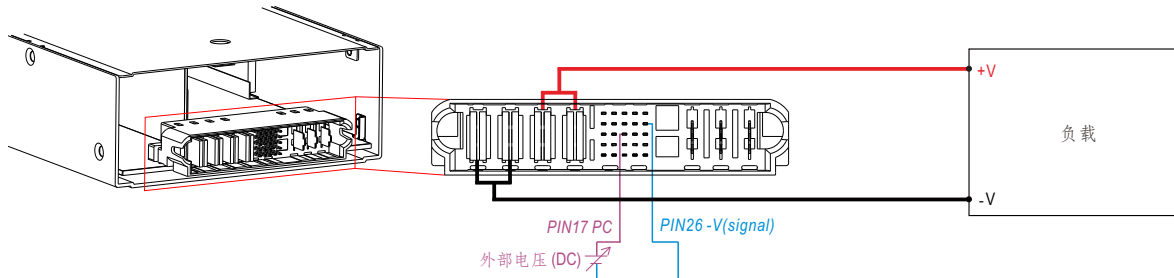 +V
负载
-V
PIN17 PC
PIN26 -V(signal)
外部电压 (DC)